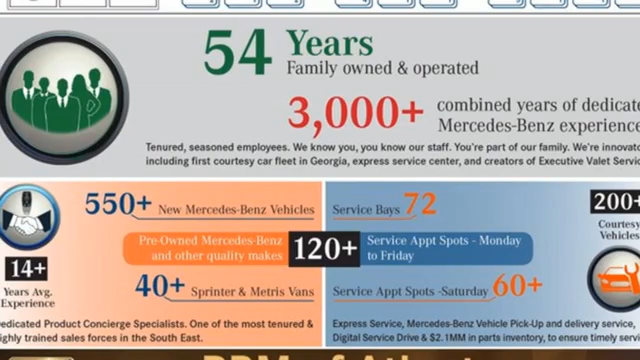 54 Years
Family owned & operated
3,000+ combined years of dedicate
Mercedes-Benz experience
Tenured, seasoned employees. We know you, you know our staff. You're part of our family. We're innovato
including first courtesy car fleet in Georgia, express service center, and creators of Executive Valet Servic
550+ New Mercedes-Benz Vehicles
Pre-Owned Mercedes-Benz
and other quality makes
120+
40+ Sprinter & Metris Vans
14+
Years Avg.
Experience
Dedicated Product Concierge Specialists. One of the most tenured &
highly trained sales forces in the South East.
Service Bays 72
Service Appt Spots - Monday
to Friday
Service Appt Spots -Saturday 60+
200+
Courtesy
Vehicles
Express Service, Mercedes-Benz Vehicle Pick-Up and delivery service,
Digital Service Drive & $2.1MM in parts inventory, to ensure timely servic